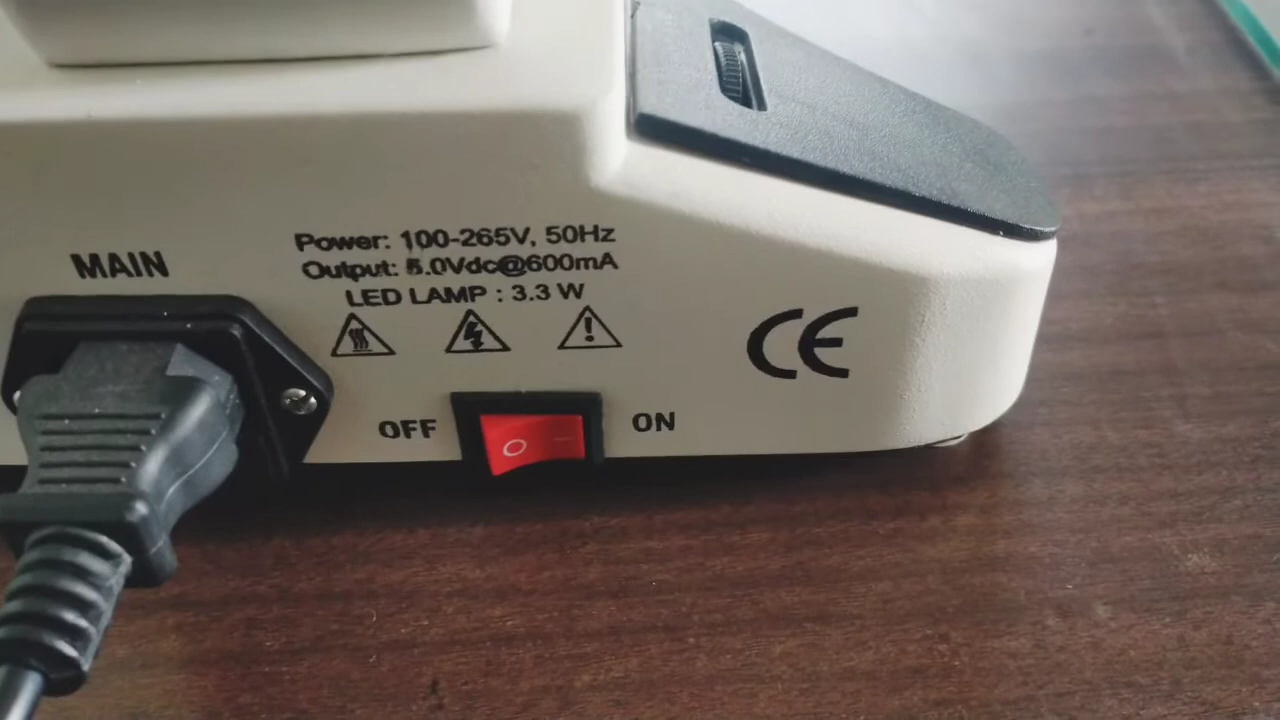 MAIN
Power: 100-265V, 50Hz
Output: 5.0Vdc@600mA
LED LAMP : 3.3 W
CE
OFF
ON